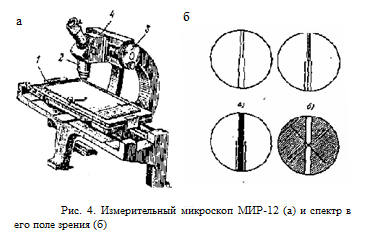 а
б
4
3
2
1
а)
б)
Рис. 4. Измерительный микроскоп МИР-12 (а) и спектр в
его поле зрения (б)